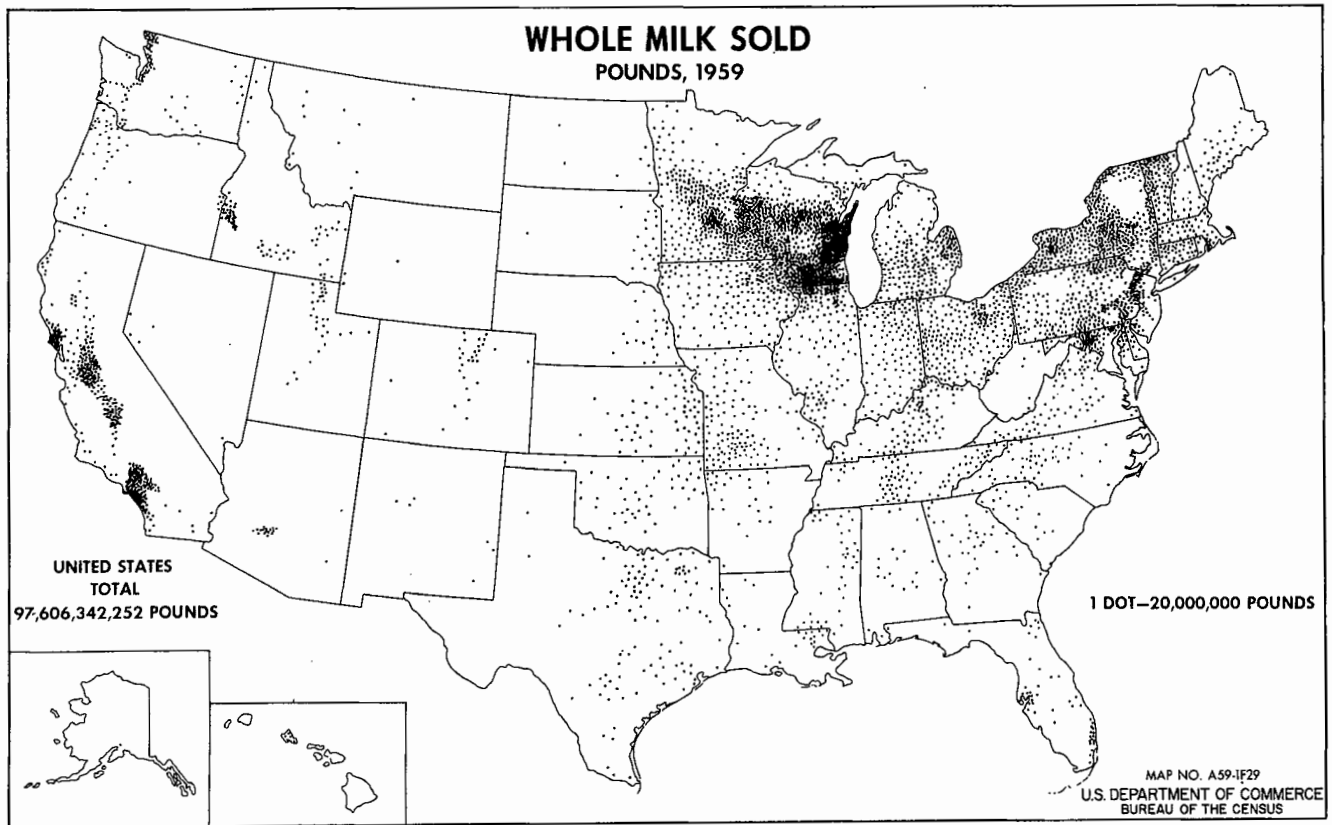 WHOLE MILK SOLD
POUNDS, 1959
UNITED STATES
TOTAL
97,606,342,252 POUNDS
1 DOT—20,000,000 POUNDS
MAP NO. A59-IF29
U.S. DEPARTMENT OF COMMERCE
BUREAU OF THE CENSUS